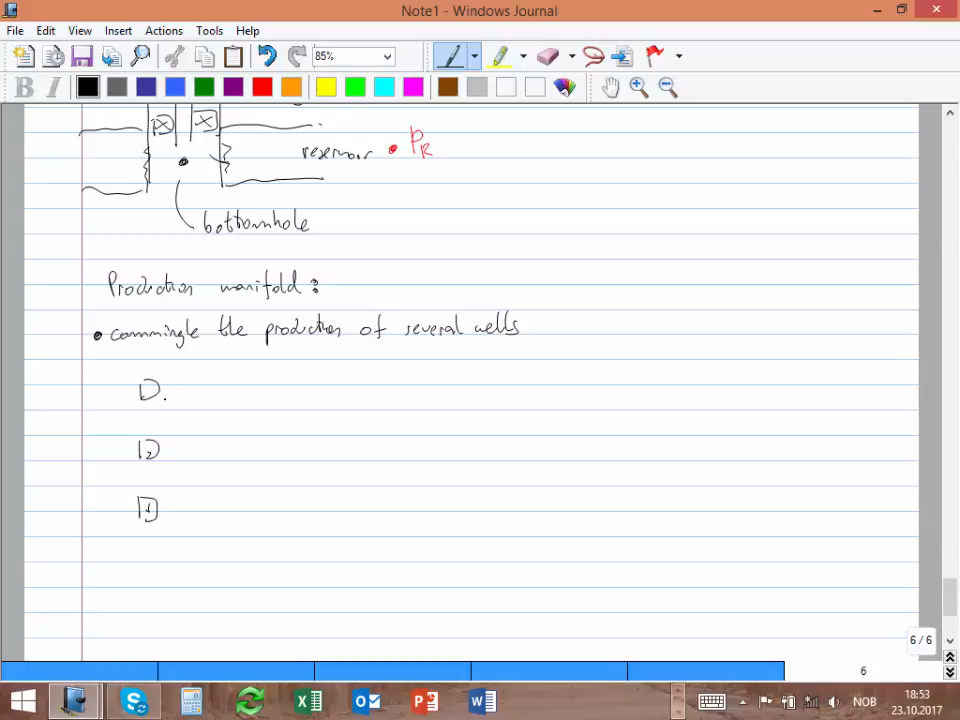 Note1 - Windows Journal
File Edit View Insert Actions Tools Help
85%
B I
reservoir • PR
bottomhole
Production manifold :
• commingle the production of several wells
6 / 6
6
18:53
NOB
23.10.2017